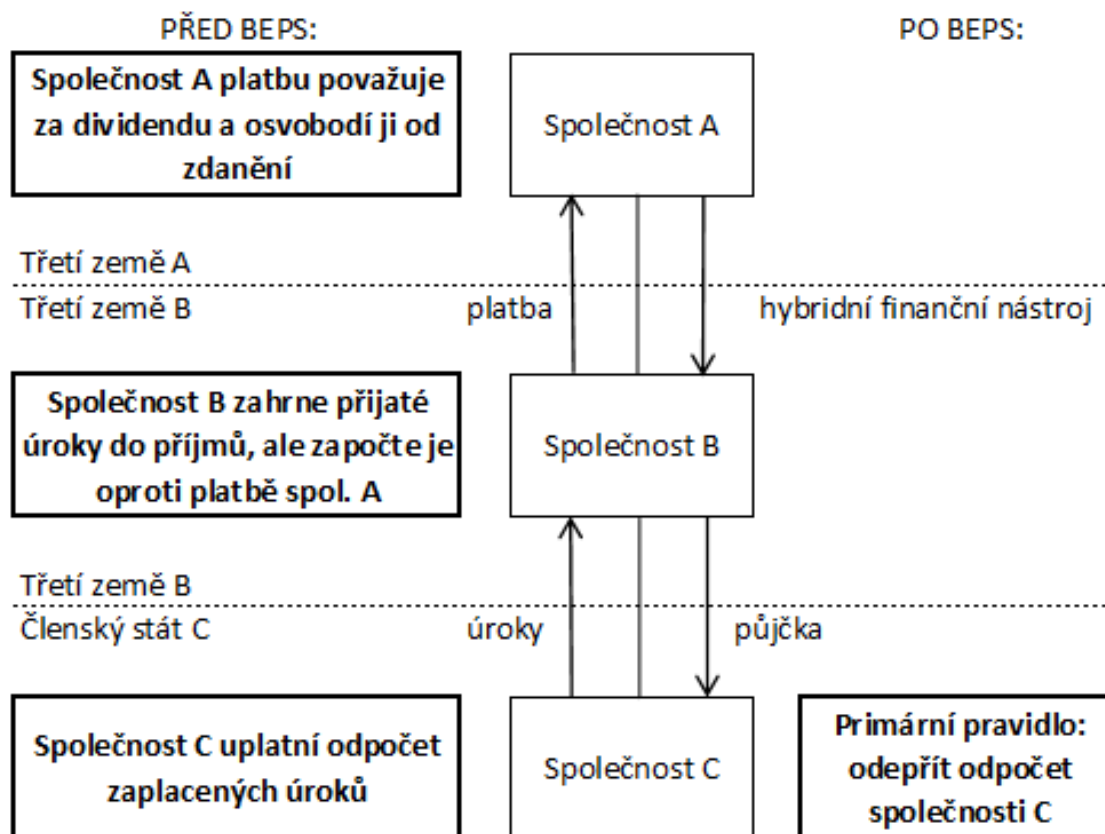 PŘED BEPS:
PO BEPS:
Společnost A platbu považuje
za dividendu a osvobodí ji od
zdanění
Společnost A
Třetí země A
Třetí země B
platba
hybridní finanční nástroj
Společnost B zahrne přijaté
úroky do příjmů, ale započte je
oproti platbě spol. A
Společnost B
Třetí země B
Členský stát C
úroky
půjčka
Společnost C uplatní odpočet
zaplacených úroků
Společnost C
Primární pravidlo:
odepřít odpočet
společnosti C